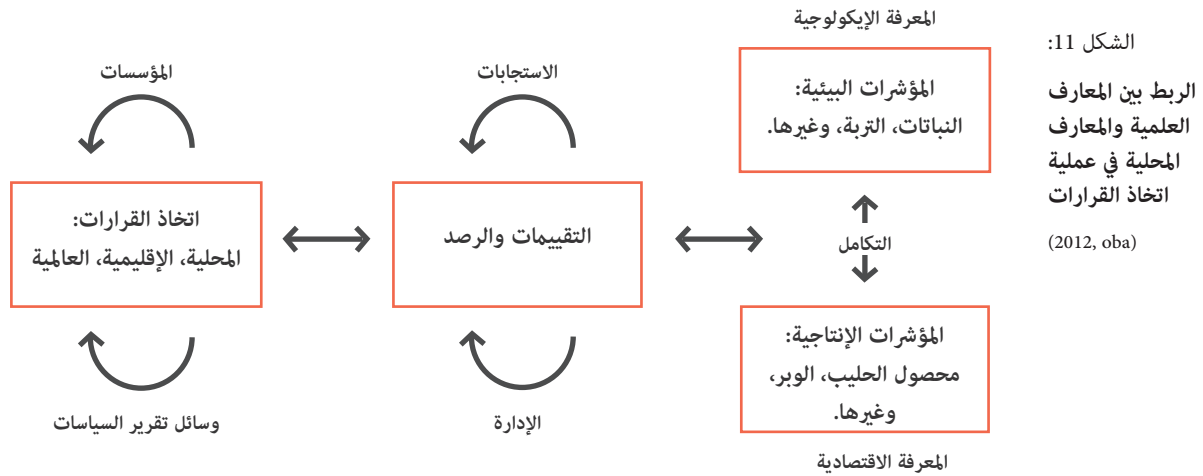 الشكل 11:
الربط بين المعارف
العلمية والمعارف
المحلية في عملية
اتخاذ القرارات
(2012, oba)
المعرفة الإيكولوجية
المؤشرات البيئية:
النباتات، التربة، وغيرها.
التكامل
المؤشرات الإنتاجية:
محصول الحليب، الوبر،
وغيرها.
المعرفة الاقتصادية
الاستجابات
التقييمات والرصد
الإدارة
المؤسسات
اتخاذ القرارات:
المحلية، الإقليمية، العالمية
وسائل تقرير السياسات